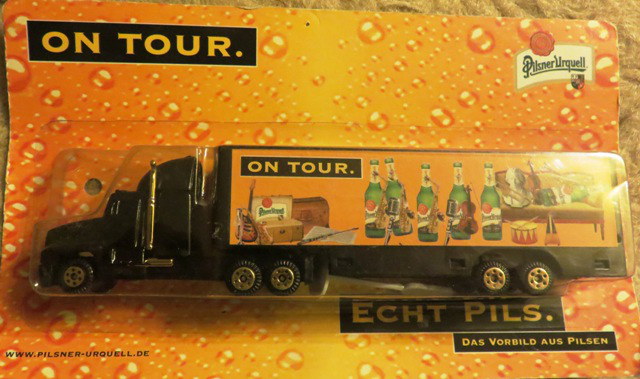 ON TOUR.
Pilsner Urquell
ON TOUR.
ECHT PILS.
DAS VORBILD AUS PILSEN
WWW.PILSNER-URQUELL.DE